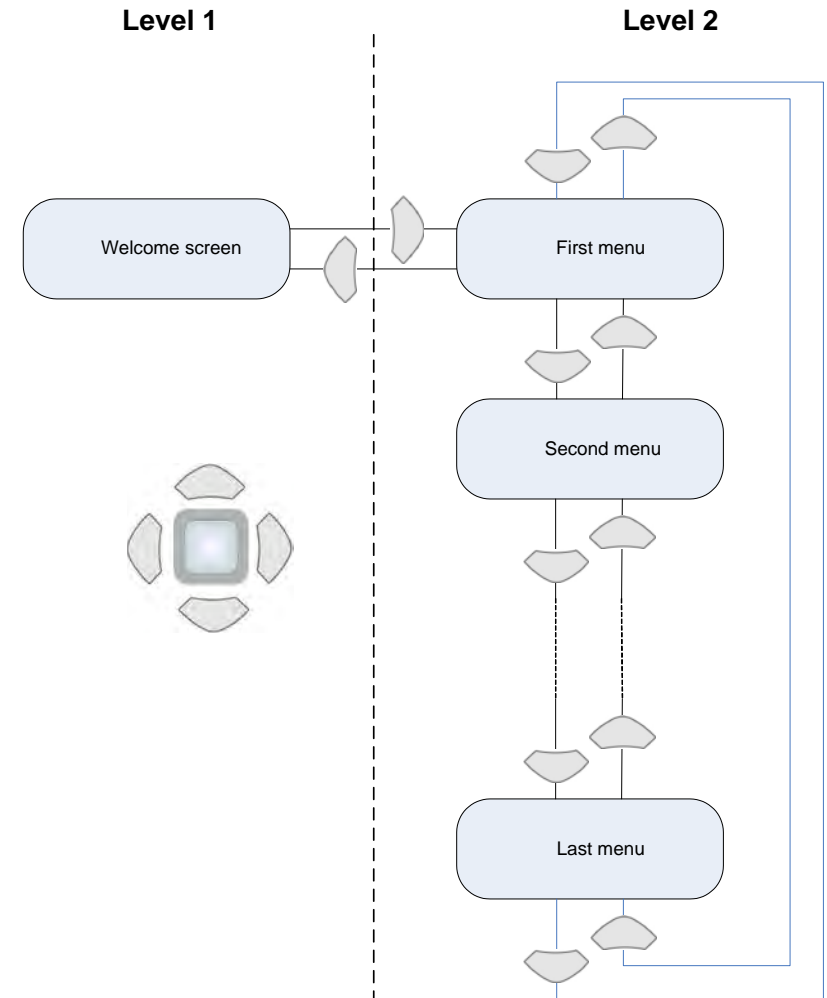 Level 1
Level 2
Welcome screen
First menu
Second menu
Last menu